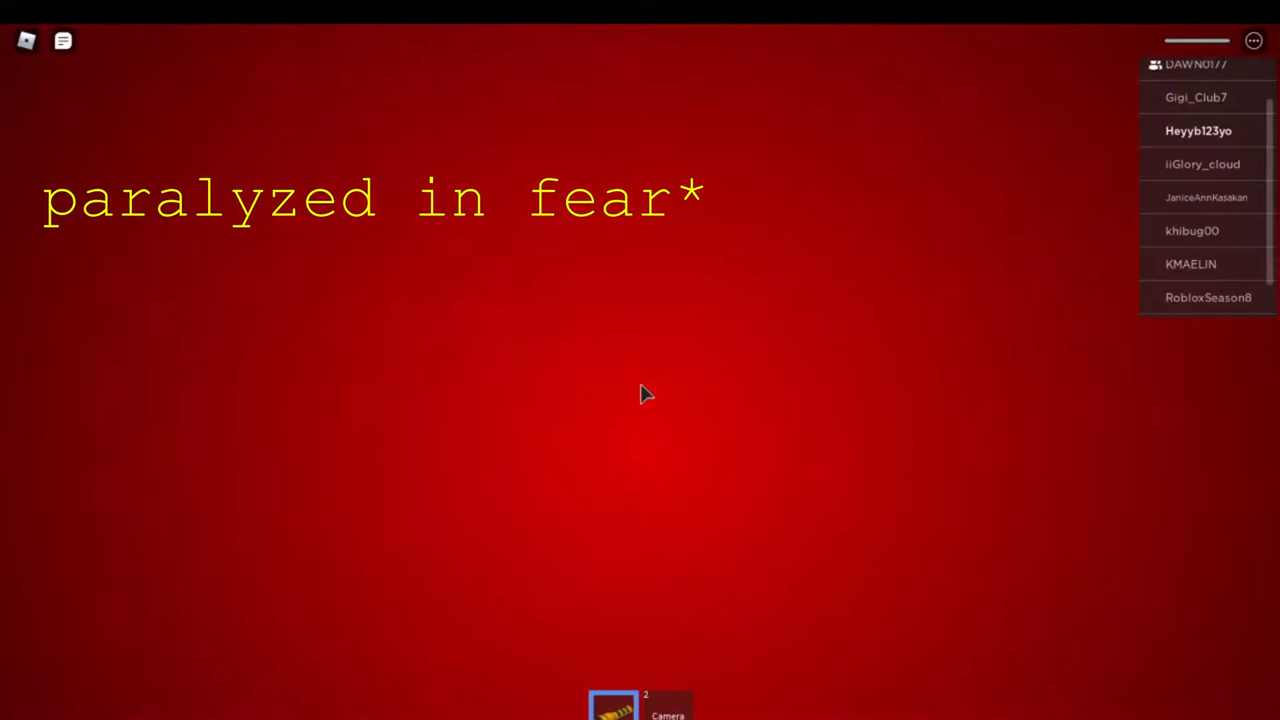 DAWN0177
Gigi_Club7
Heyyb123yo
iiGlory_cloud
JaniceAnnKasakan
khibug00
KMAELIN
RobloxSeason8
paralyzed in fear*
2
Camera